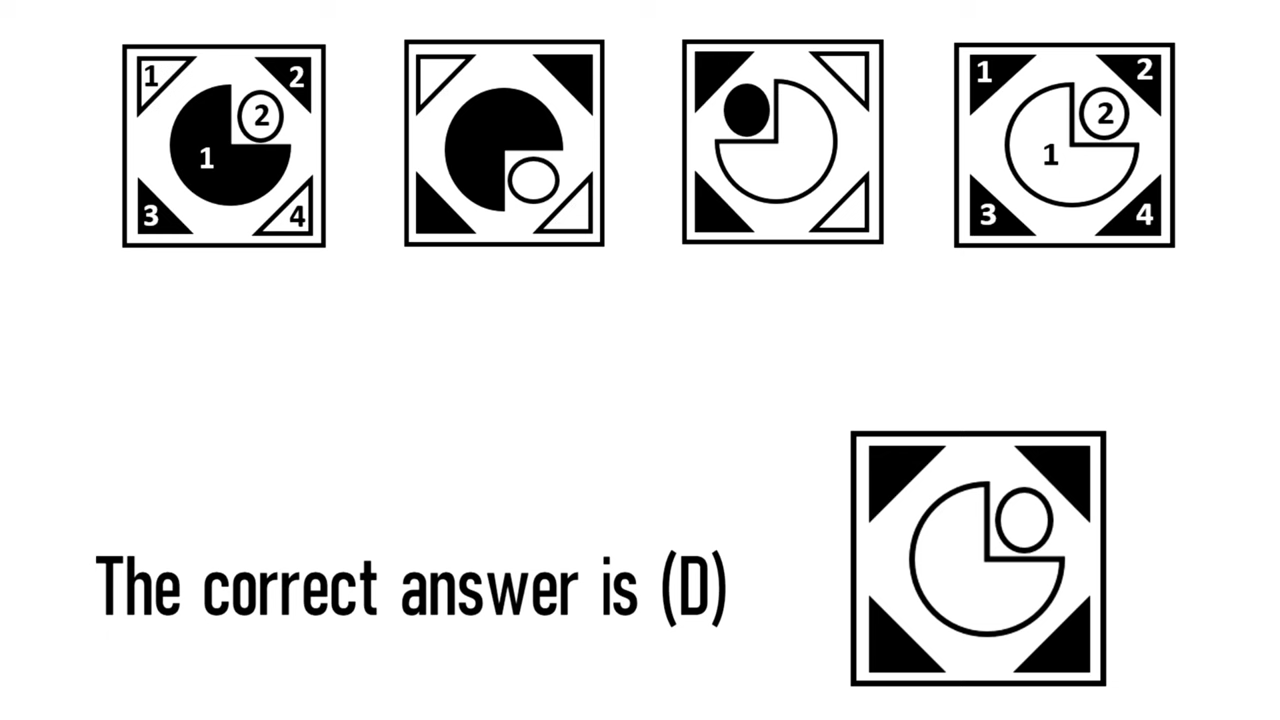 1 2 1 2
2 2
1 1
3 4 3 4
The correct answer is (D)